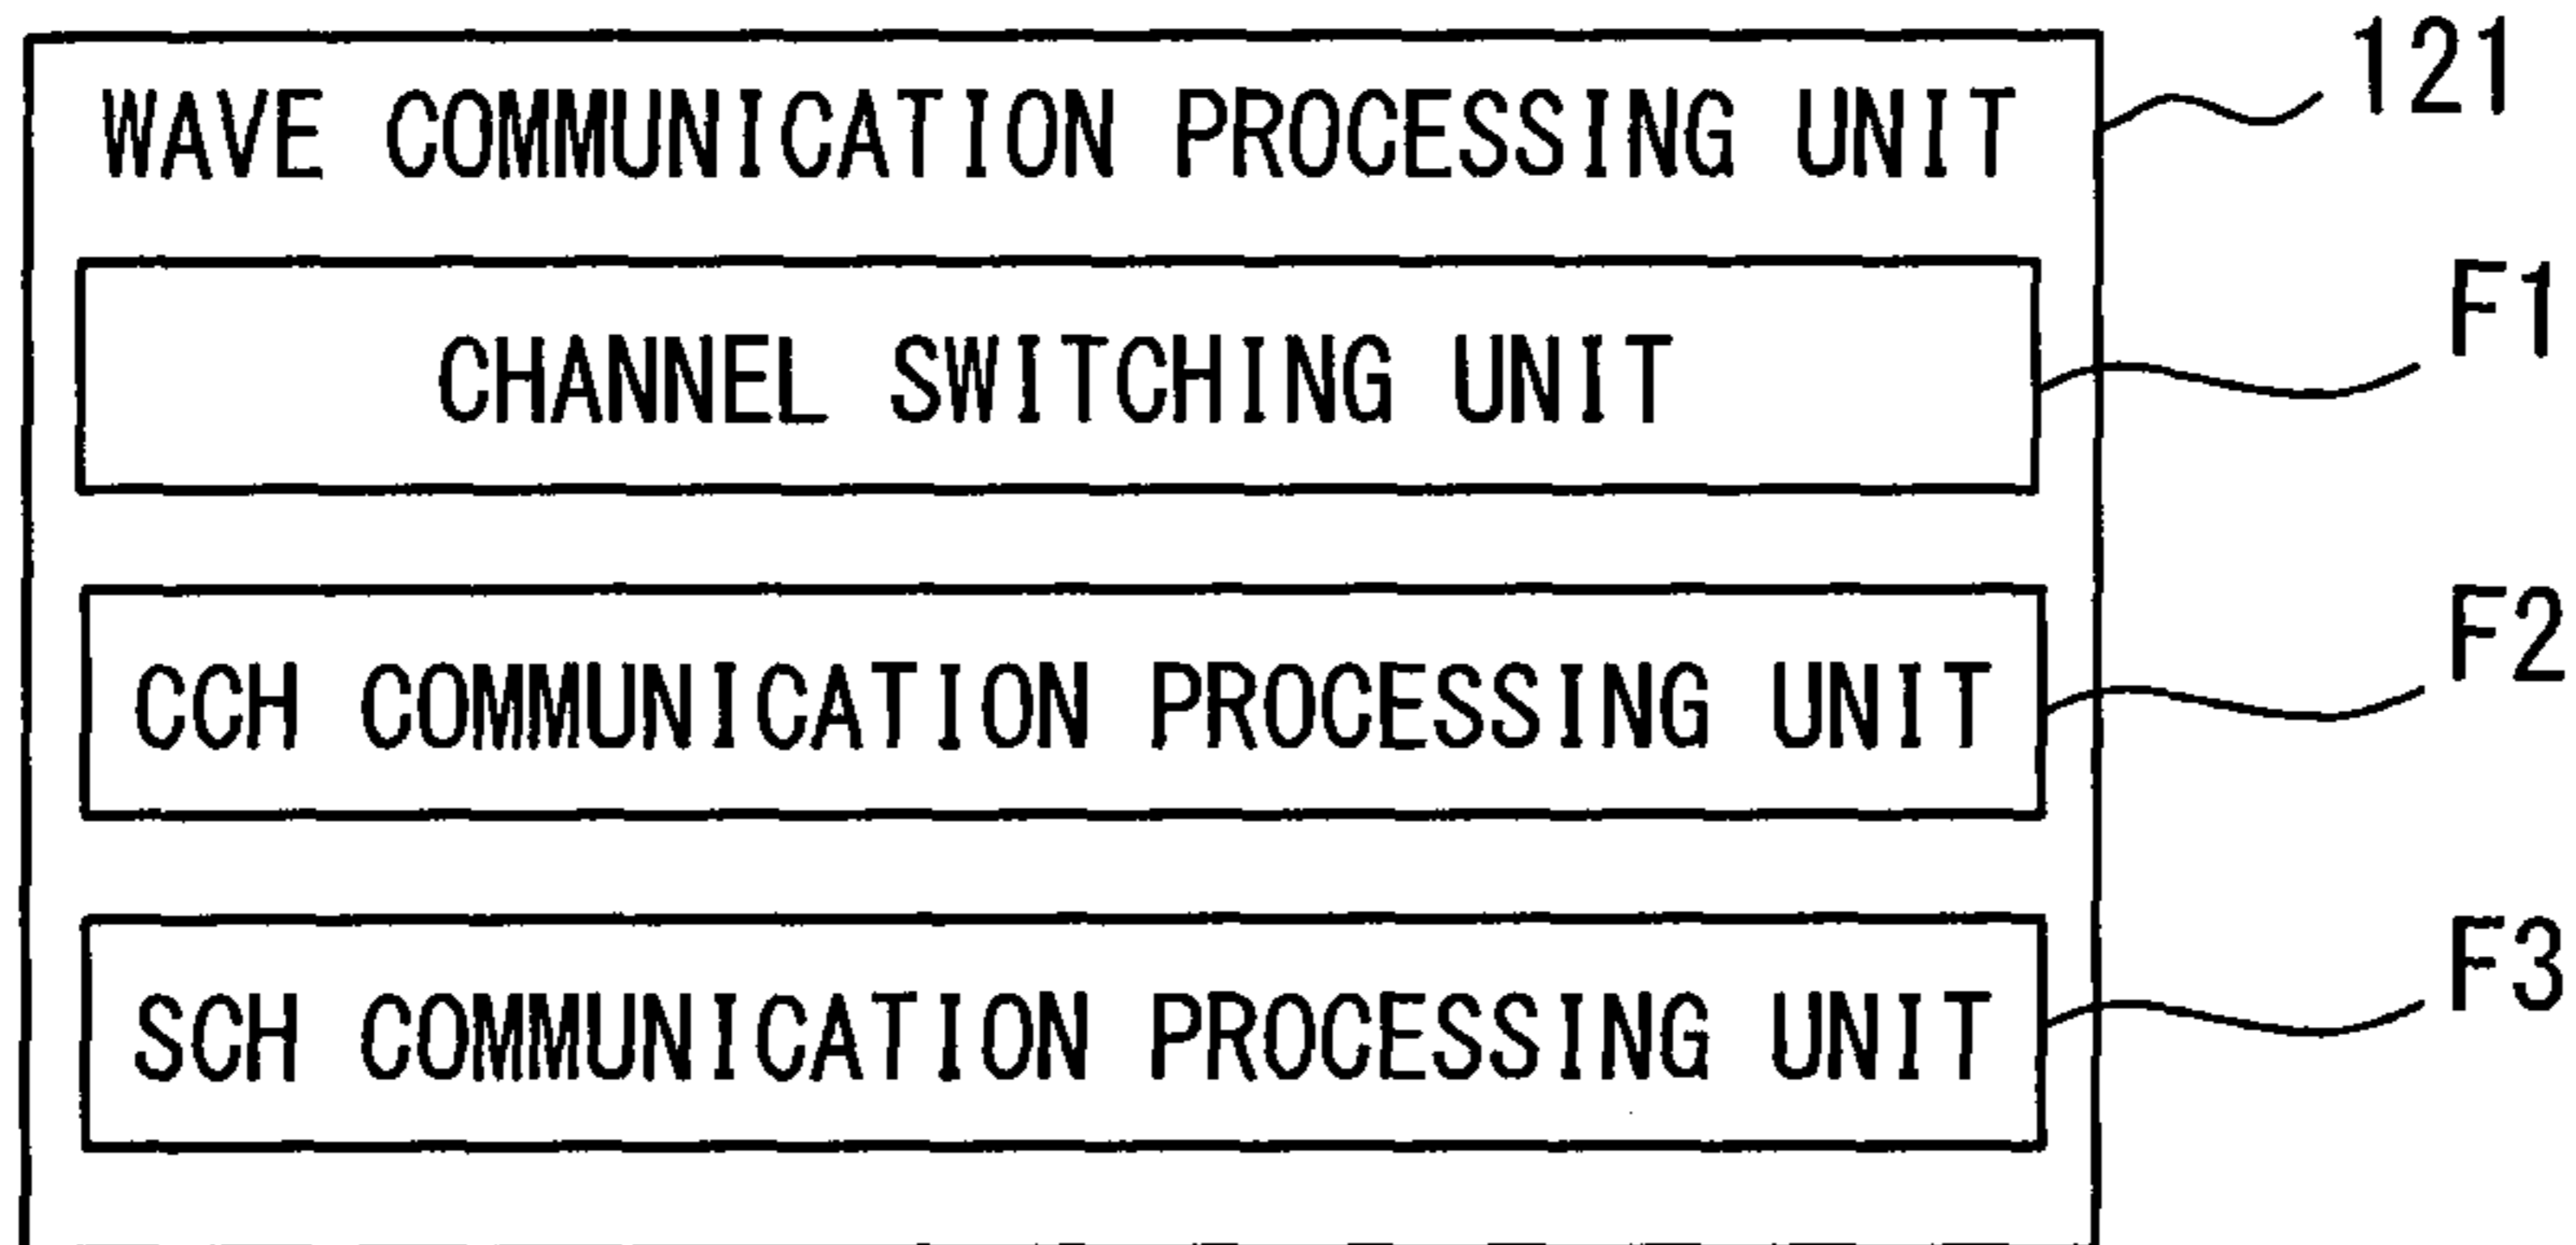 WAVE COMMUNICATION PROCESSING UNIT 121
CHANNEL SWITCHING UNIT F1
CCH COMMUNICATION PROCESSING UNIT F2
SCH COMMUNICATION PROCESSING UNIT F3